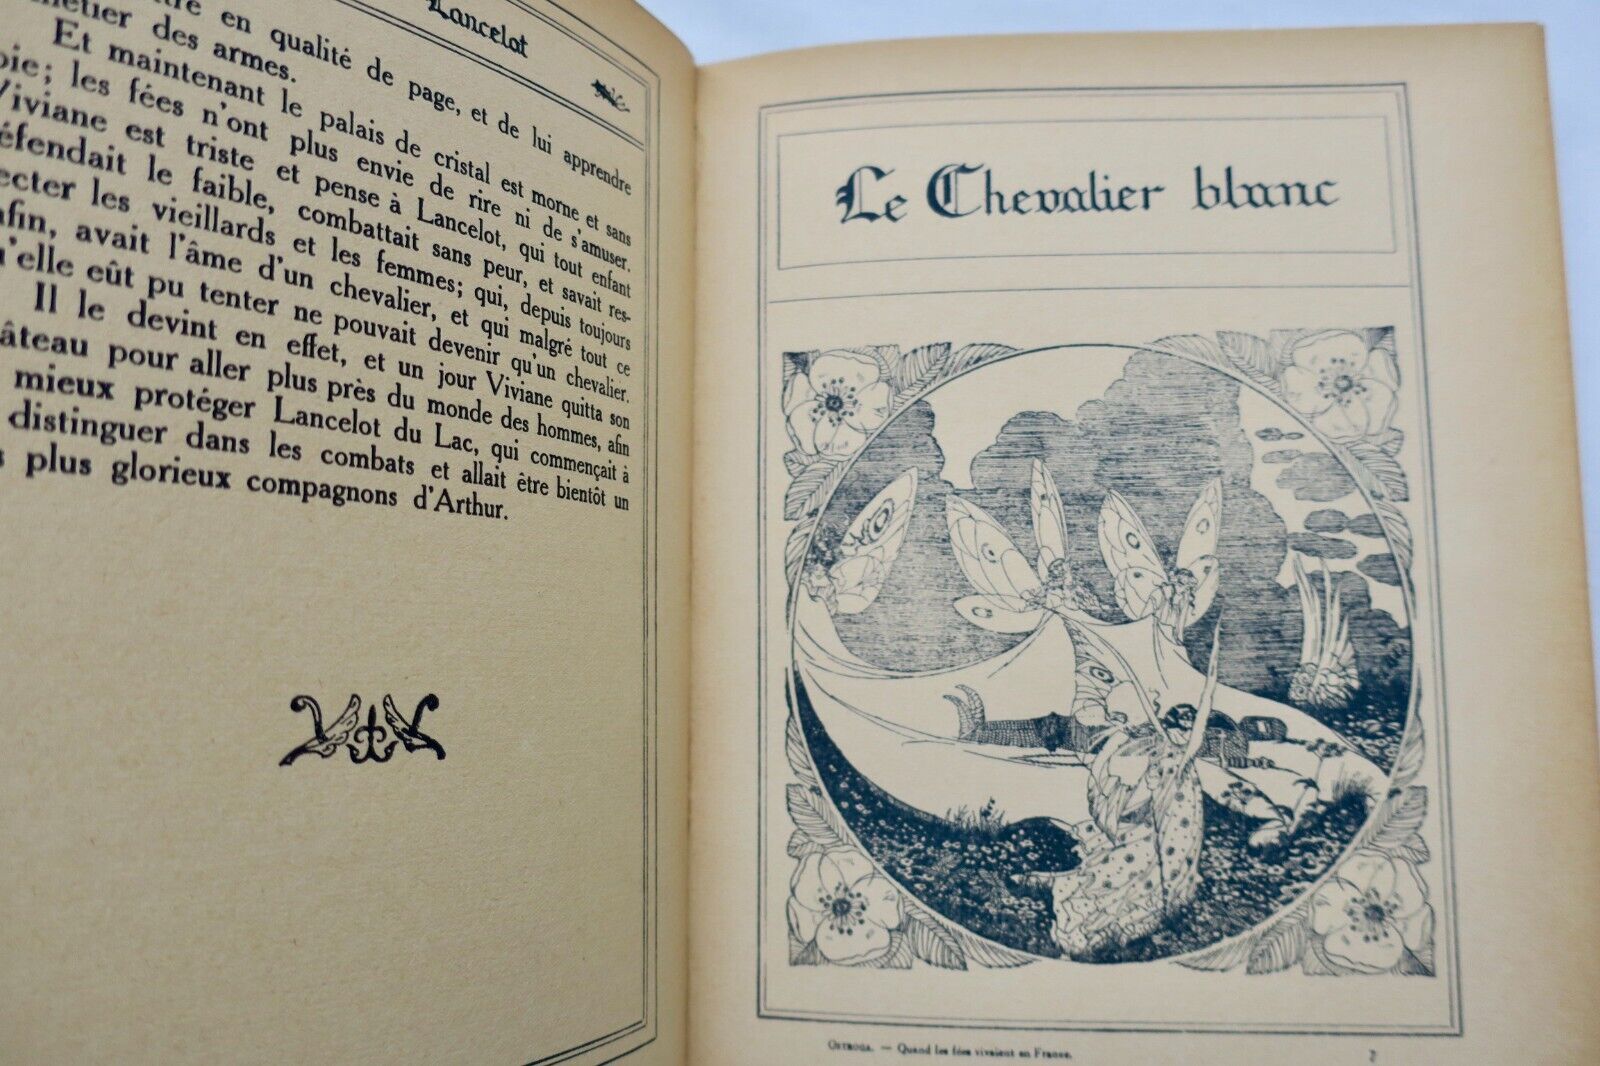 Lancelot
en qualité de page, et de lui apprendre
métier des armes.
Et maintenant le palais de cristal est morne et sans
joie; les fées n'ont plus envie de rire ni de s'amuser.
Viviane est triste et pense à Lancelot, qui tout enfant
défendait le faible, combattait sans peur, et savait res-
pecter les vieillards et les femmes; qui, depuis toujours
enfin, avait l'âme d'un chevalier, et qui malgré tout ce
qu'elle eût pu tenter ne pouvait devenir qu'un chevalier.
Il le devint en effet, et un jour Viviane quitta son
château pour aller plus près du monde des hommes, afin
mieux protéger Lancelot du Lac, qui commençait à
distinguer dans les combats et allait être bientôt un
plus glorieux compagnons d'Arthur.
Le Chevalier blanc
Ostroga. — Quand les fées vivaient en France. 2